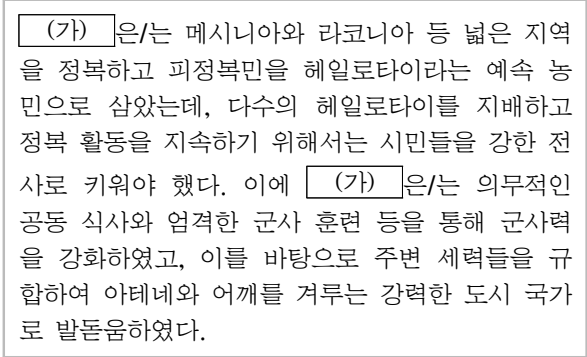 (가) 은/는 메시니아와 라코니아 등 넓은 지역
을 정복하고 피정복민을 헤일로타이라는 예속 농
민으로 삼았는데, 다수의 헤일로타이를 지배하고
정복 활동을 지속하기 위해서는 시민들을 강한 전
사로 키워야 했다. 이에 (가) 은/는 의무적인
공동 식사와 엄격한 군사 훈련 등을 통해 군사력
을 강화하였고, 이를 바탕으로 주변 세력들을 규
합하여 아테네와 어깨를 겨루는 강력한 도시 국가
로 발돋움하였다.